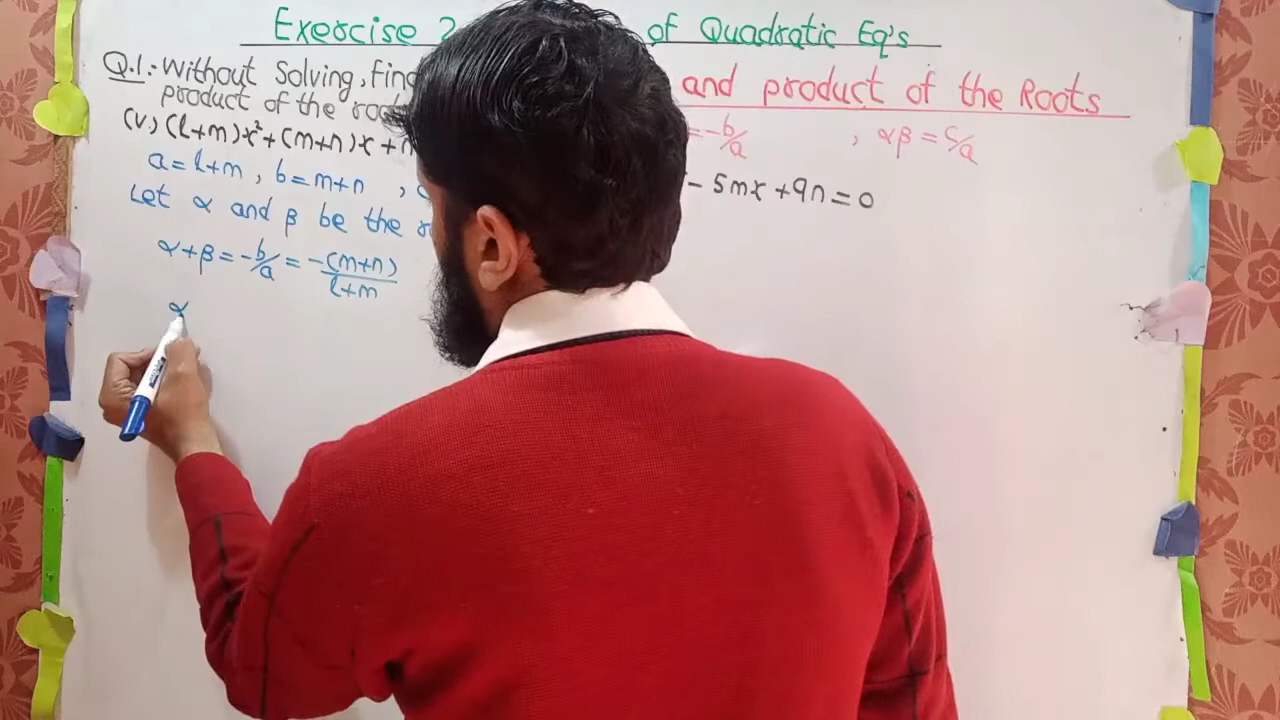 Exercise 2 of Quadratic Eq's
Q.1: Without Solving, Find
product of the
and product of the Roots
= -b/a , αβ = c/a
(v) (l+m)x² + (m+n)x +
- 5mx + 9n = 0
a = l+m , b = m+n ,
Let α and β be the
α+β = -b/a = -(m+n)/l+m
α